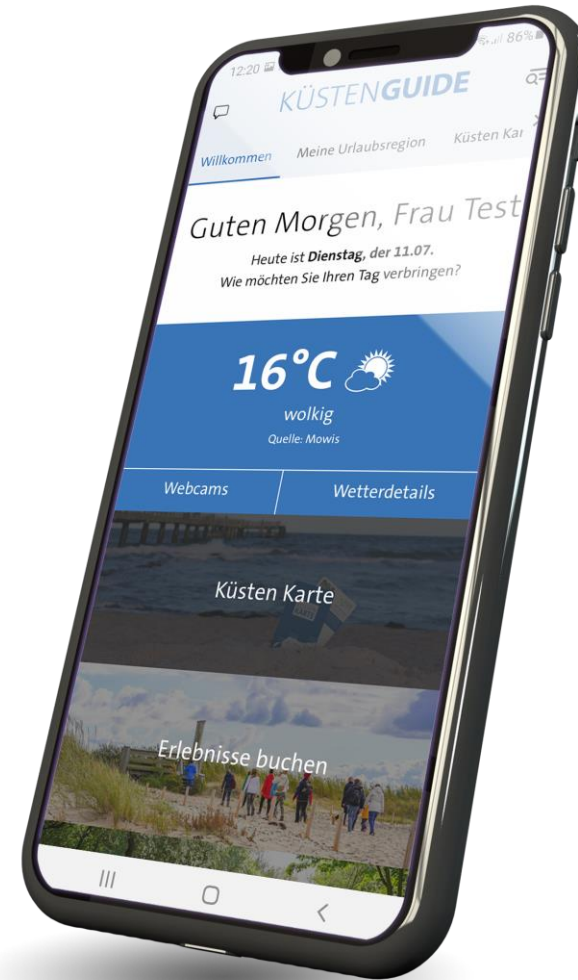 12:20 86%
KÜSTENGUIDE
Willkommen Meine Urlaubsregion Küsten Kar
Guten Morgen, Frau Test
Heute ist Dienstag, der 11.07.
Wie möchten Sie Ihren Tag verbringen?
16°C
wolkig
Quelle: Mowis
Webcams Wetterdetails
Küsten Karte
Erlebnisse buchen